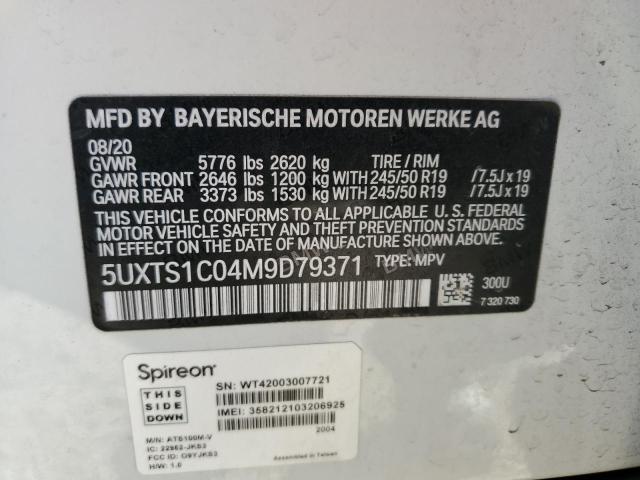 MFD BY BAYERISCHE MOTOREN WERKE AG
08/20
GVWR 5776 lbs 2620 kg TIRE / RIM
GAWR FRONT 2646 lbs 1200 kg WITH 245/50 R19 /7.5J x 19
GAWR REAR 3373 lbs 1530 kg WITH 245/50 R19 /7.5J x 19
THIS VEHICLE CONFORMS TO ALL APPLICABLE U. S. FEDERAL
MOTOR VEHICLE SAFETY AND THEFT PREVENTION STANDARDS
IN EFFECT ON THE DATE OF MANUFACTURE SHOWN ABOVE.
5UXTS1C04M9D79371 TYPE: MPV
300U
7 320 730
Spireon
SN: WT42003007721
THIS
SIDE
DOWN
IMEI: 358212103206925
2004
M/N: ATS100M-V
IC: 22862-JKS3
FCC ID: O9YJKS3
H/W: 1.0
Assembled in Taiwan